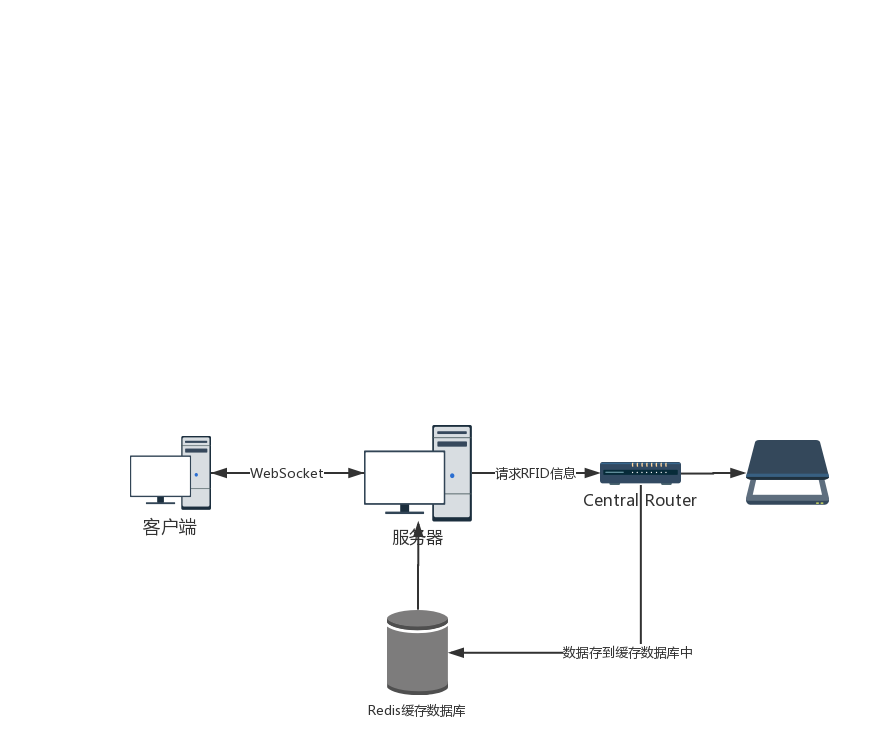 WebSocket
请求RFID信息
Central Router
客户端
服务器
数据存到缓存数据库中
Redis缓存数据库